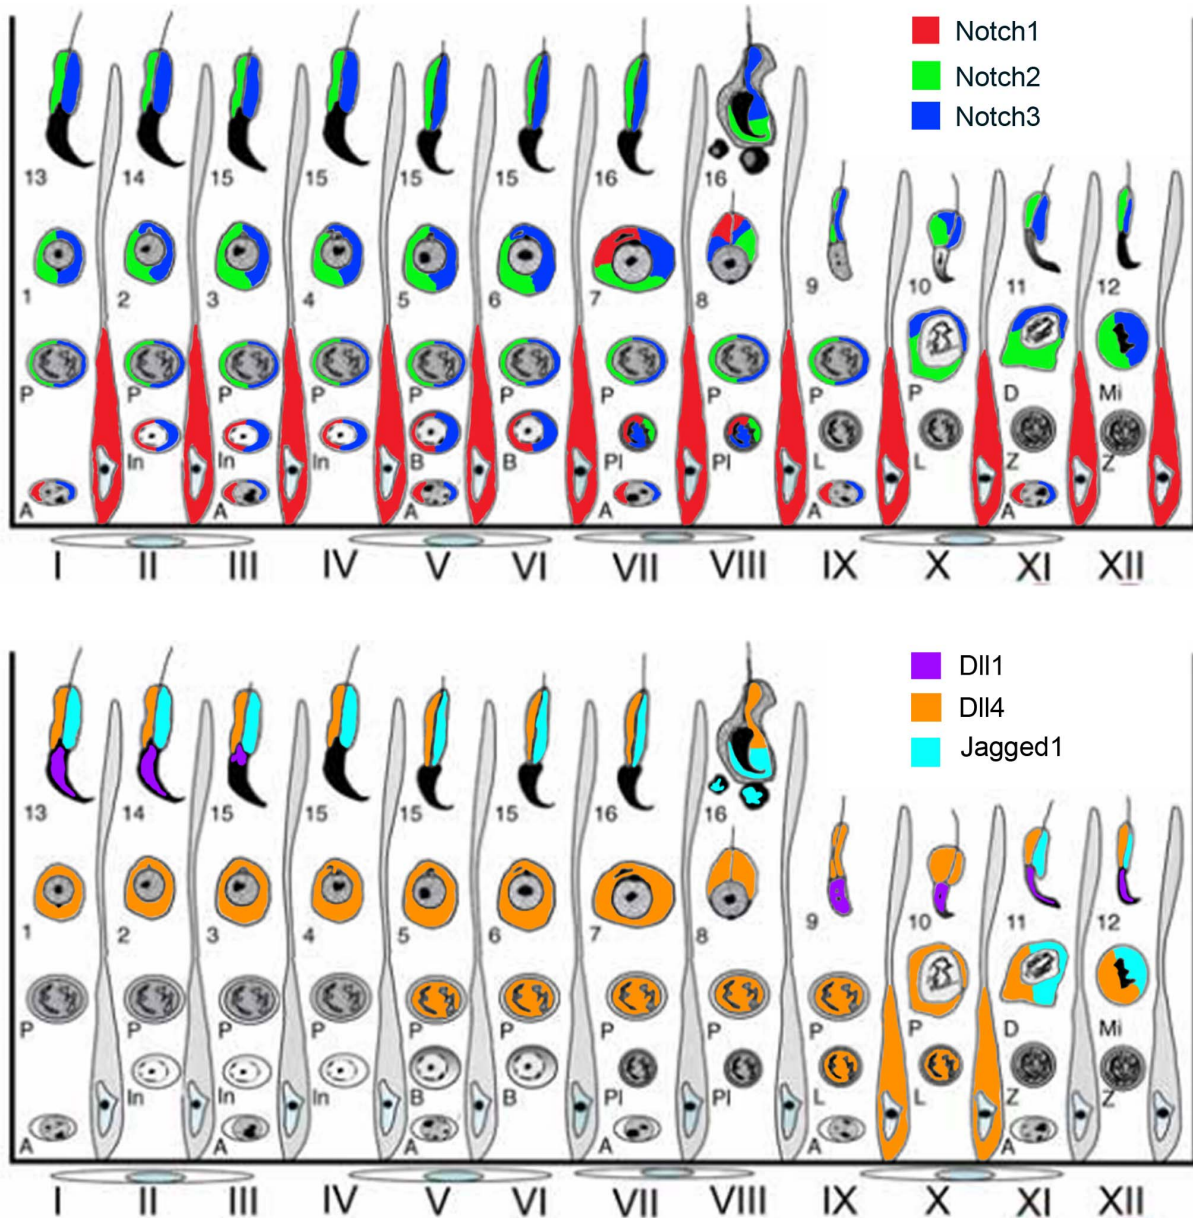 Notch1
Notch2
Notch3
13 14 15 15 15 15 16 16
1 2 3 4 5 6 7 8 9 10 11 12
P P P P P P P P P P D Mi
In In In B B Pl Pl L L Z Z
A A A A A A
I II III IV V VI VII VIII IX X XI XII
Dll1
Dll4
Jagged1
13 14 15 15 15 15 16 16
1 2 3 4 5 6 7 8 9 10 11 12
P P P P P P P P P P D Mi
In In In B B Pl Pl L L Z Z
A A A A A A
I II III IV V VI VII VIII IX X XI XII